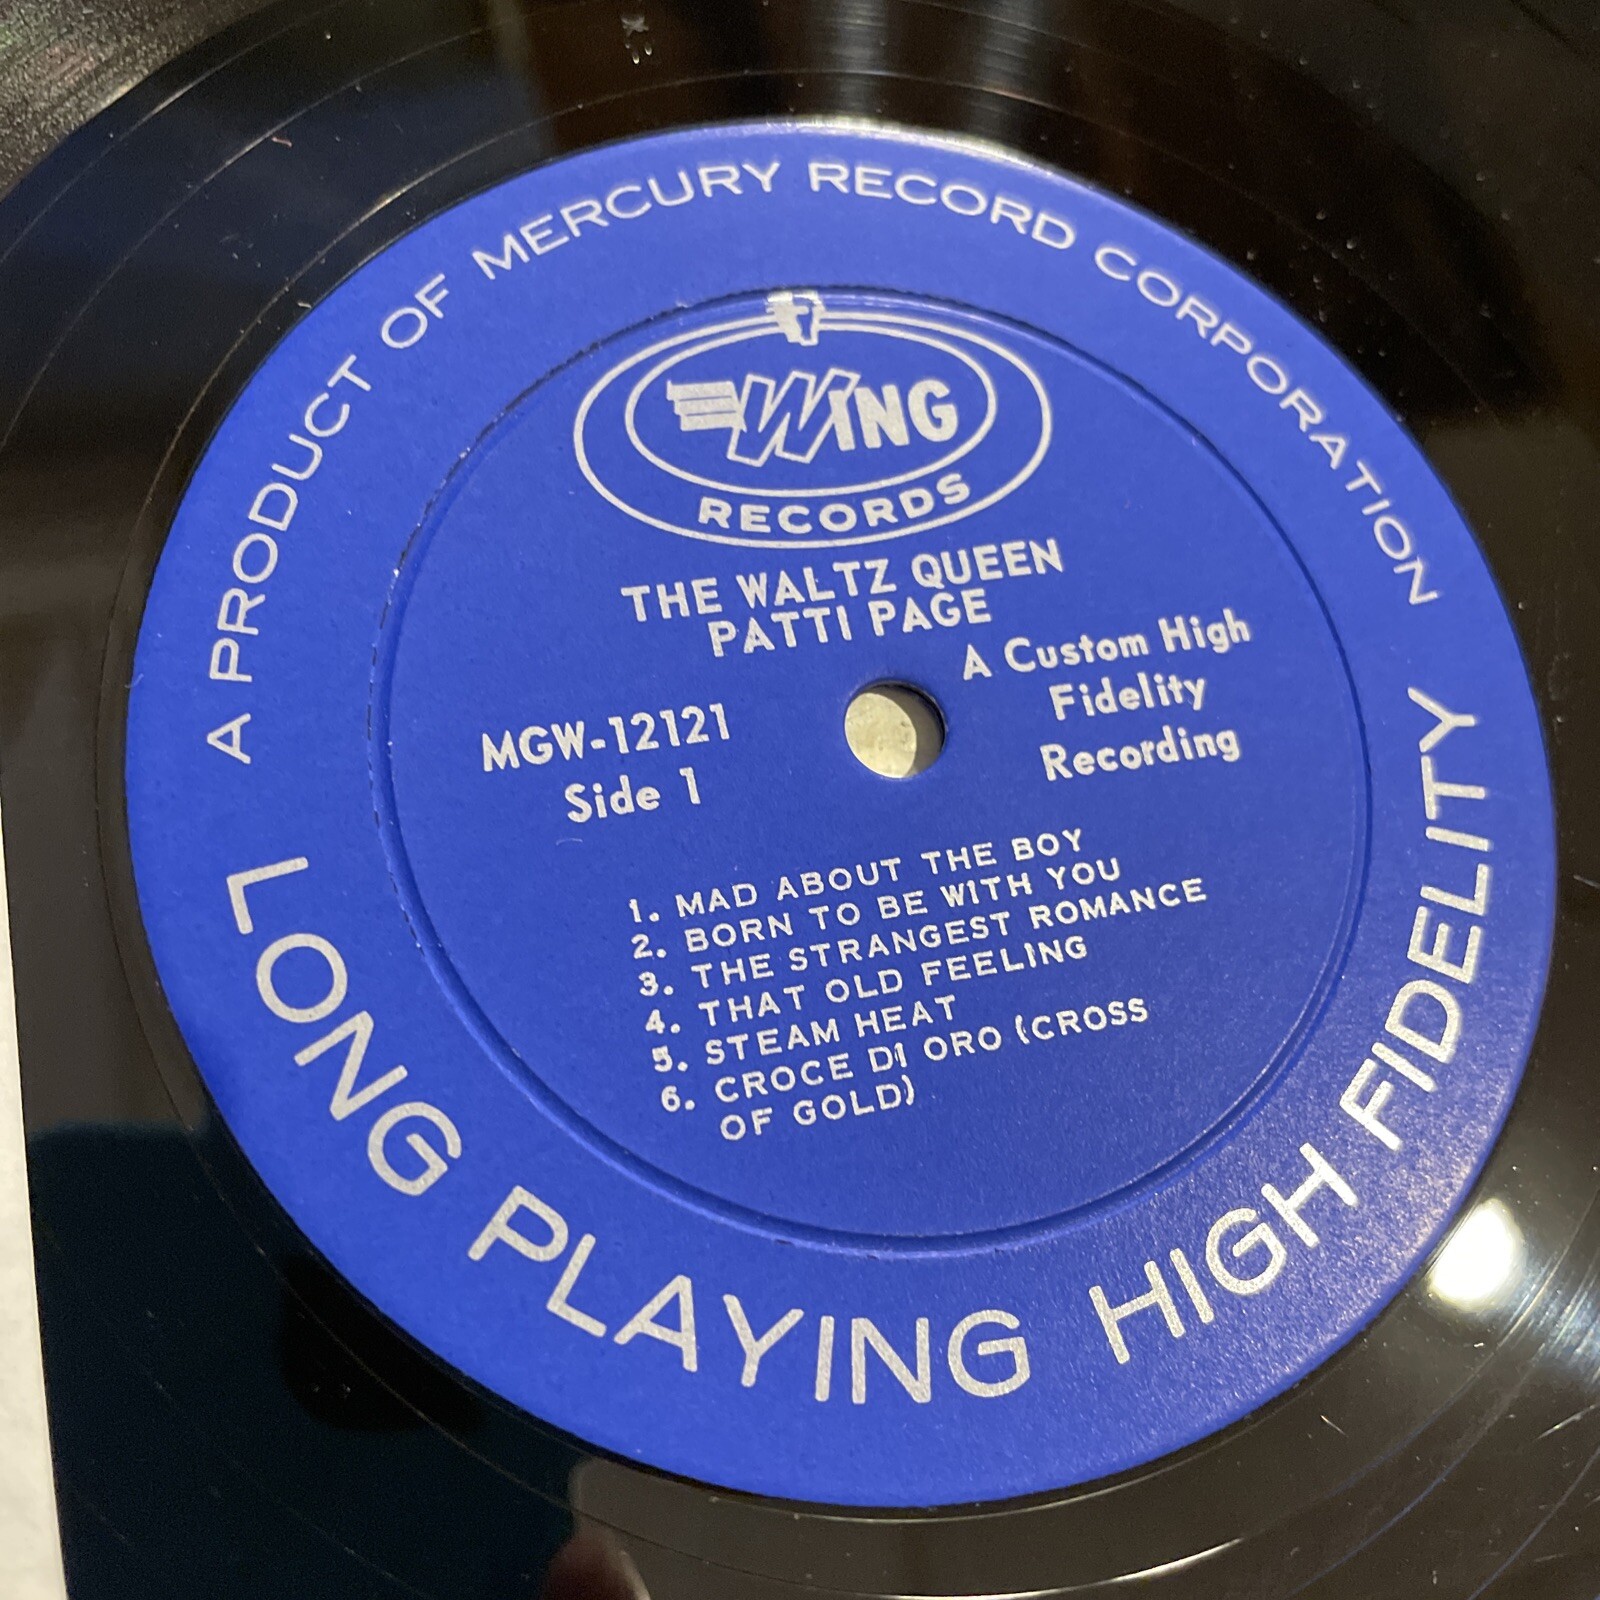 A PRODUCT OF MERCURY RECORD CORPORATION
WING
RECORDS
THE WALTZ QUEEN
PATTI PAGE
MGW-12121
Side 1
A Custom High
Fidelity
Recording
1. MAD ABOUT THE BOY
2. BORN TO BE WITH YOU
3. THE STRANGEST ROMANCE
4. THAT OLD FEELING
5. STEAM HEAT
6. CROCE DI ORO (CROSS
OF GOLD)
LONG PLAYING HIGH FIDELITY